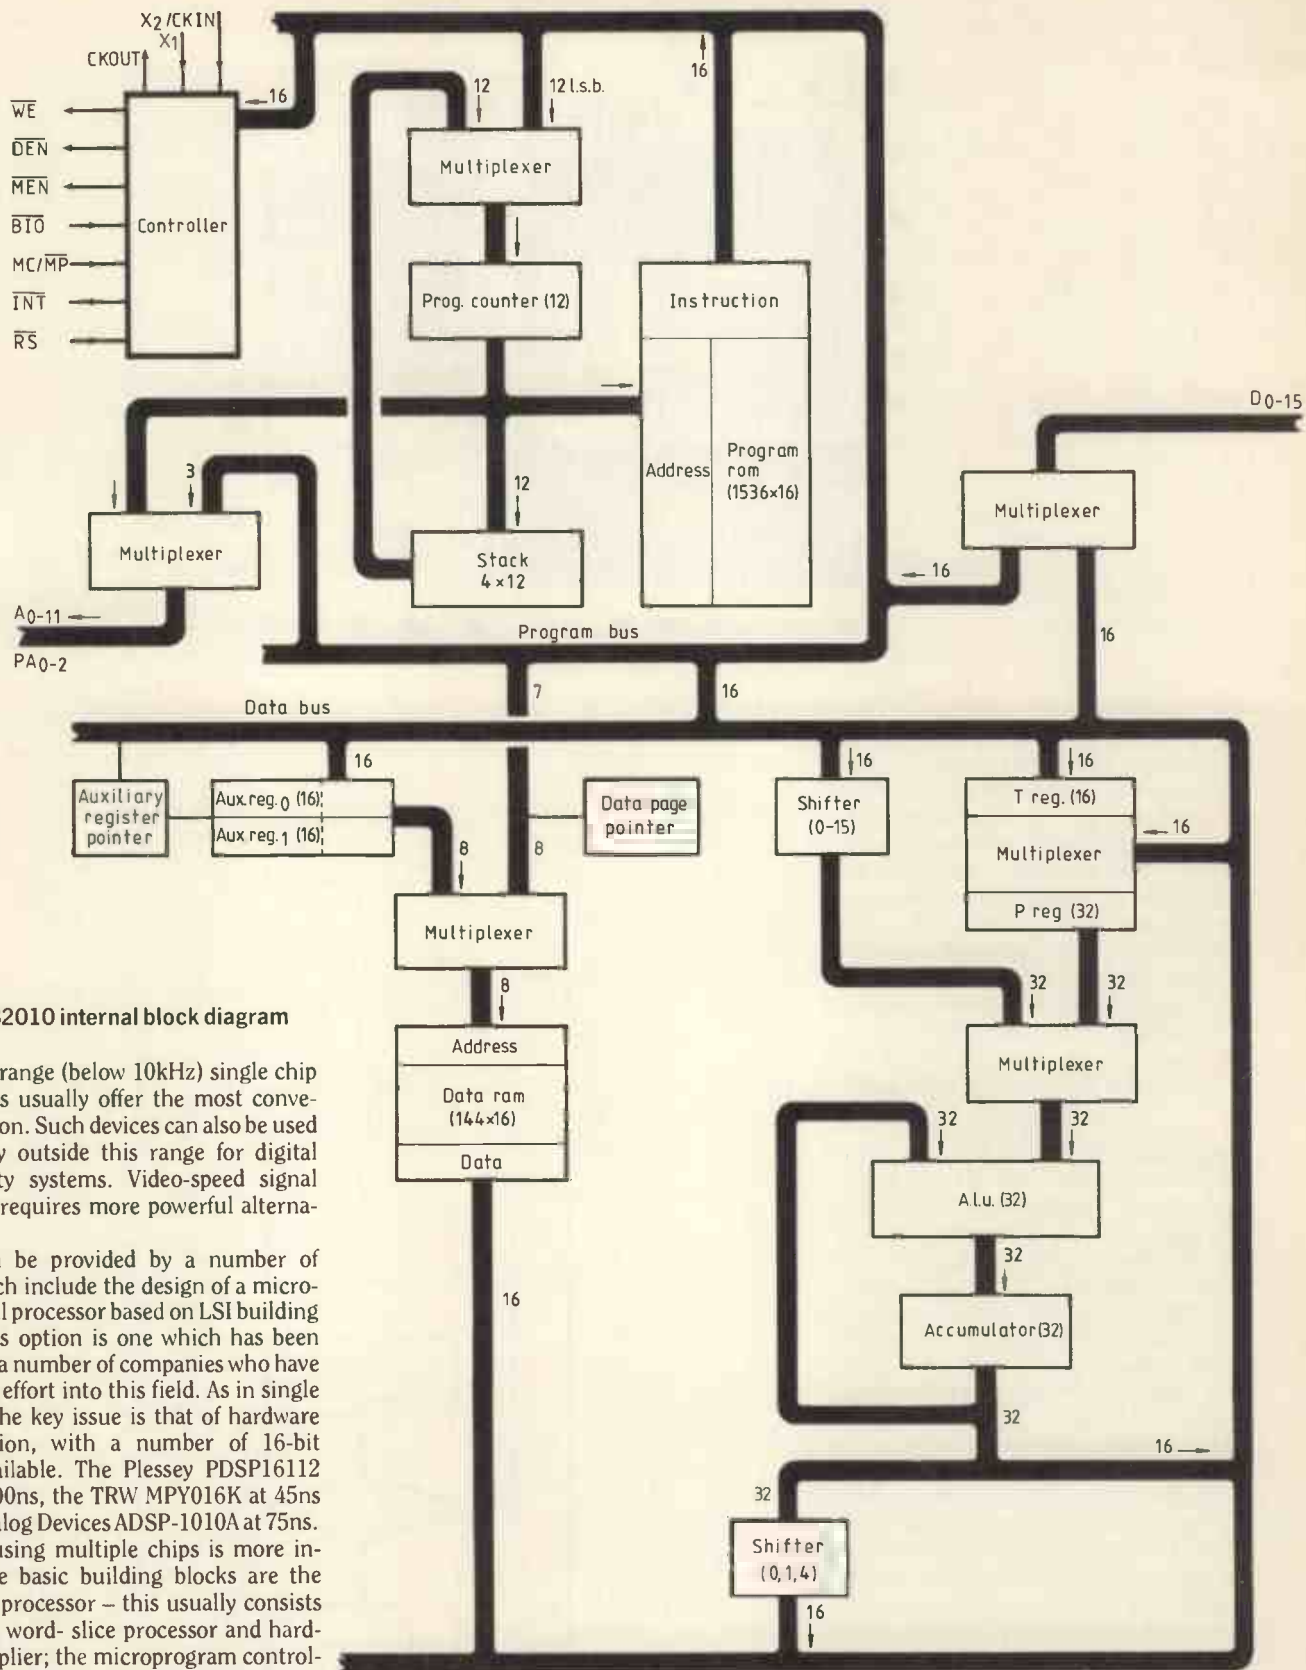 X2/CKIN
X1
CKOUT
16
16
12
12 l.s.b.
WE
DEN
MEN
BIO
MC/MP
INT
RS
Controller
Multiplexer
Prog. counter (12)
Instruction
Address
Program
rom
(1536×16)
D0-15
3
12
Multiplexer
Stack
4×12
Multiplexer
16
A0-11
PA0-2
Program bus
16
7
16
Data bus
16
16
16
Auxiliary
register
pointer
Aux.reg.0 (16)
Aux reg.1 (16)
Data page
pointer
Shifter
(0-15)
T reg. (16)
Multiplexer
P reg (32)
16
8
8
Multiplexer
8
32
32
Address
Data ram
(144×16)
Data
Multiplexer
32
32
A.l.u. (32)
32
Accumulator(32)
16
32
16
32
Shifter
(0,1,4)
16
2010 internal block diagram
range (below 10kHz) single chip
s usually offer the most conve-
on. Such devices can also be used
y outside this range for digital
ty systems. Video-speed signal
requires more powerful alterna-
be provided by a number of
ch include the design of a micro-
l processor based on LSI building
s option is one which has been
a number of companies who have
effort into this field. As in single
he key issue is that of hardware
ion, with a number of 16-bit
ailable. The Plessey PDSP16112
00ns, the TRW MPY016K at 45ns
alog Devices ADSP-1010A at 75ns.
using multiple chips is more in-
e basic building blocks are the
processor – this usually consists
word- slice processor and hard-
plier; the microprogram control-